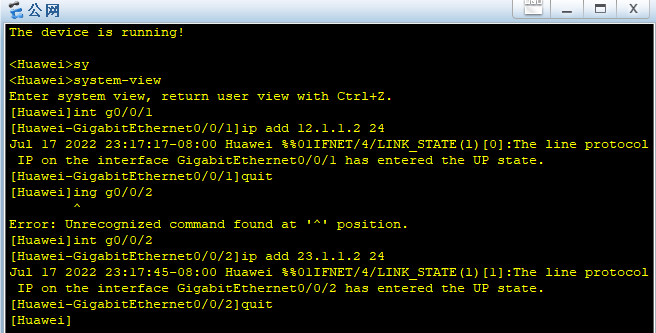 公网
The device is running!
<Huawei>sy
<Huawei>system-view
Enter system view, return user view with Ctrl+Z.
[Huawei]int g0/0/1
[Huawei-GigabitEthernet0/0/1]ip add 12.1.1.2 24
Jul 17 2022 23:17:17-08:00 Huawei %%01IFNET/4/LINK_STATE(l)[0]:The line protocol
 IP on the interface GigabitEthernet0/0/1 has entered the UP state.
[Huawei-GigabitEthernet0/0/1]quit
[Huawei]ing g0/0/2
         ^
Error: Unrecognized command found at '^' position.
[Huawei]int g0/0/2
[Huawei-GigabitEthernet0/0/2]ip add 23.1.1.2 24
Jul 17 2022 23:17:45-08:00 Huawei %%01IFNET/4/LINK_STATE(l)[1]:The line protocol
 IP on the interface GigabitEthernet0/0/2 has entered the UP state.
[Huawei-GigabitEthernet0/0/2]quit
[Huawei]